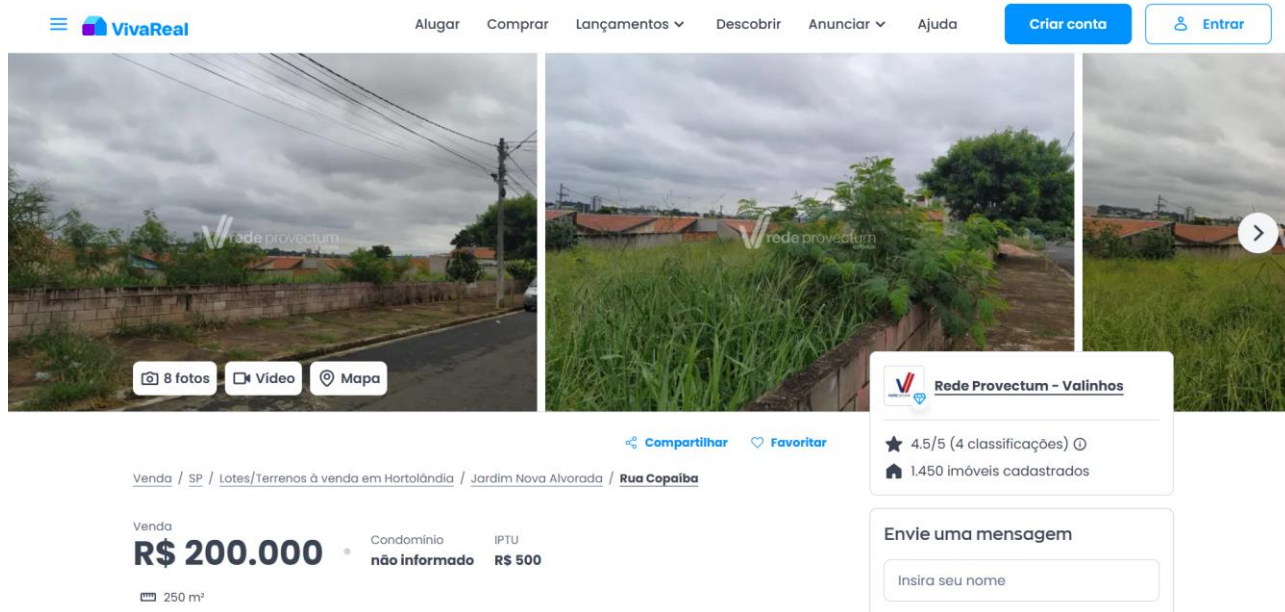 VivaReal
Alugar Comprar Lançamentos Descobrir Anunciar Ajuda Criar conta Entrar
rede provectum
rede provectum
8 fotos Vídeo Mapa
Rede Provectum - Valinhos
Compartilhar Favoritar
4.5/5 (4 classificações)
1.450 imóveis cadastrados
Venda / SP / Lotes/Terrenos à venda em Hortolândia / Jardim Nova Alvorada / Rua Copaíba
Venda
R$ 200.000
Condomínio
não informado
IPTU
R$ 500
250 m²
Envie uma mensagem
Insira seu nome